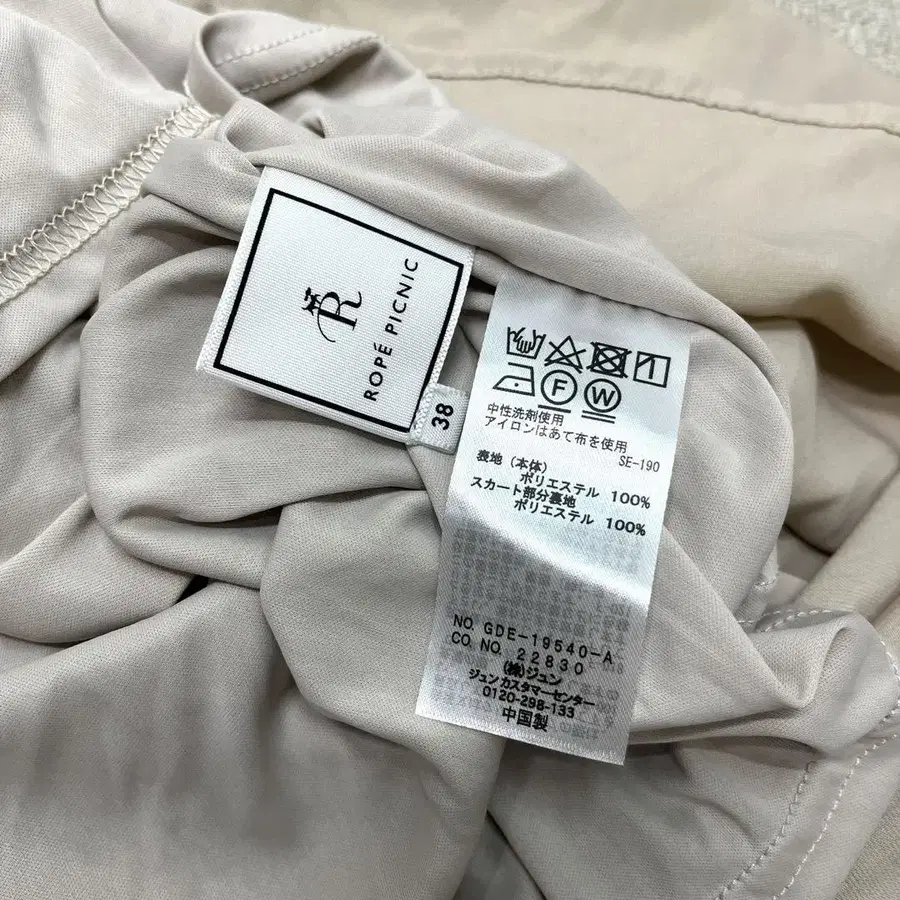 R
ROPÉ PICNIC
38
F W
中性洗剤使用
アイロンはあて布を使用
SE-190
表地(本体)
ポリエステル 100%
スカート部分裏地
ポリエステル 100%
NO. GDE-19540-A
CO. NO. 22830
(株)ジュン
ジュンカスタマーセンター
0120-298-133
中国製